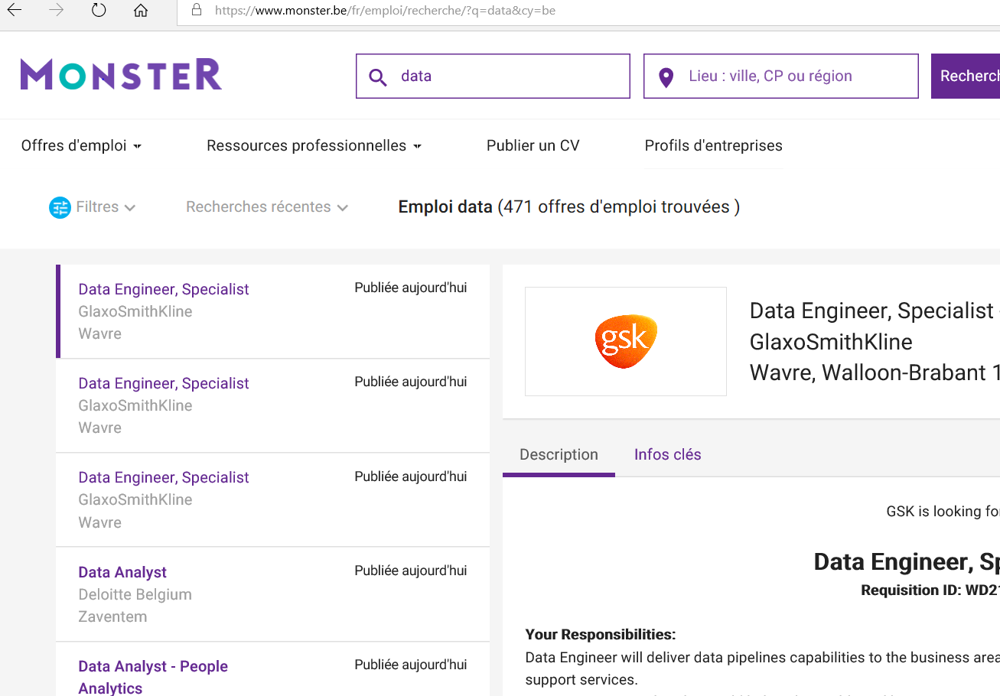 https://www.monster.be/fr/emploi/recherche/?q=data&cy=be
MONSTER
data
Lieu : ville, CP ou région
Offres d'emploi
Ressources professionnelles
Publier un CV
Profils d'entreprises
Filtres
Recherches récentes
Emploi data (471 offres d'emploi trouvées )
Data Engineer, Specialist
Publiée aujourd'hui
GlaxoSmithKline
Wavre
Data Engineer, Specialist
Publiée aujourd'hui
GlaxoSmithKline
Wavre
Data Engineer, Specialist
Publiée aujourd'hui
GlaxoSmithKline
Wavre
Data Analyst
Publiée aujourd'hui
Deloitte Belgium
Zaventem
Data Analyst - People
Publiée aujourd'hui
Analytics
gsk
Data Engineer, Specialist
GlaxoSmithKline
Wavre, Walloon-Brabant
Description
Infos clés
GSK is looking
Data Engineer,
Requisition ID:
Your Responsibilities:
Data Engineer will deliver data pipelines capabilities to the business
support services.